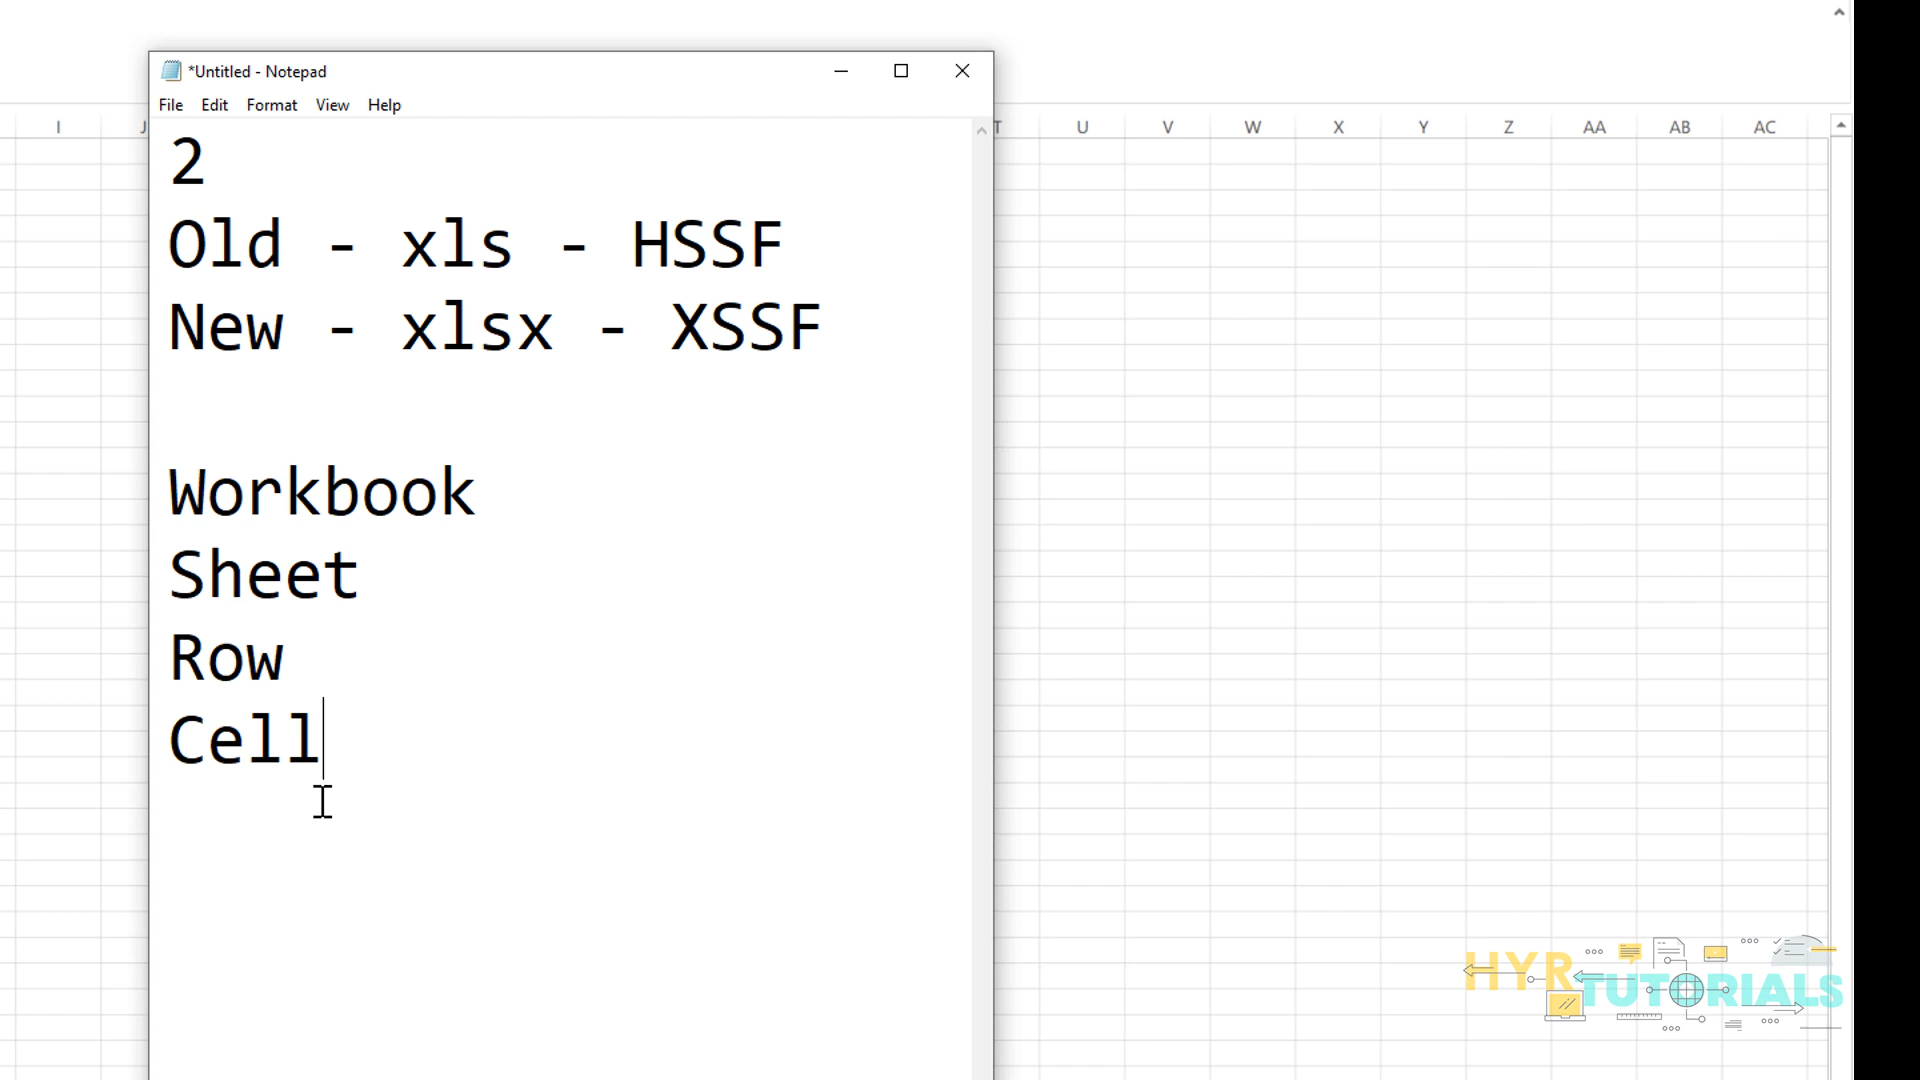 *Untitled - Notepad
File Edit Format View Help
I J T U V W X Y Z AA AB AC
2
Old - xls - HSSF
New - xlsx - XSSF
Workbook
Sheet
Row
Cell
HYR
TUTORIALS